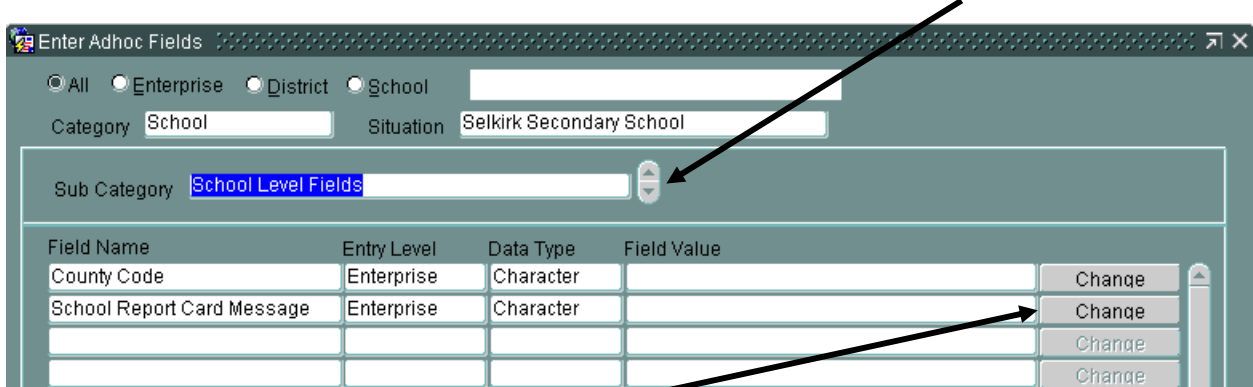 Enter Adhoc Fields
All Enterprise District School
Category School Situation Selkirk Secondary School
Sub Category School Level Fields
Field Name Entry Level Data Type Field Value
County Code Enterprise Character Change
School Report Card Message Enterprise Character Change
Change
Change